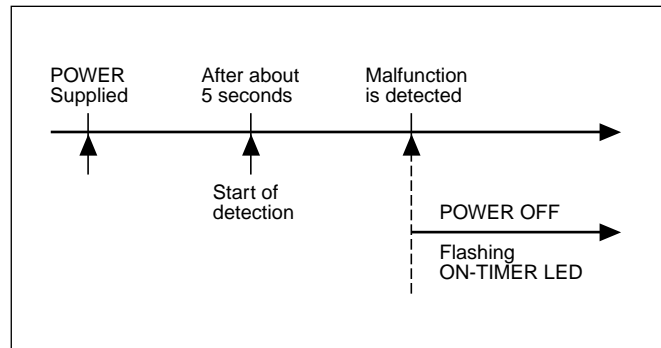 POWER
Supplied
After about
5 seconds
Malfunction
is detected
Start of
detection
POWER OFF
Flashing
ON-TIMER LED